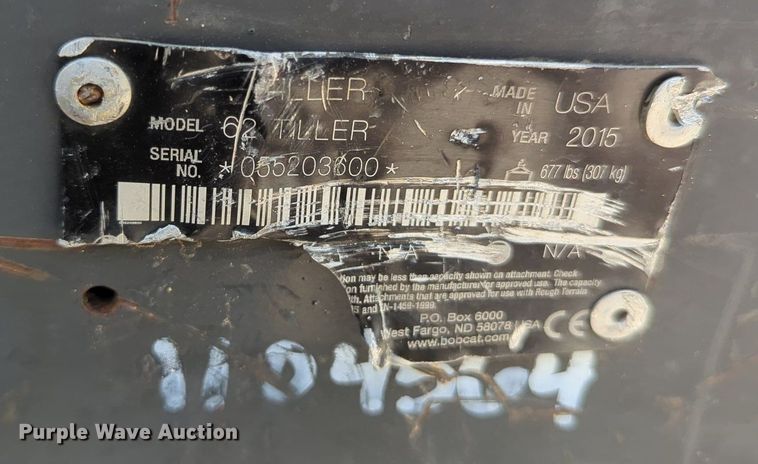 TILLER
MADE IN USA
MODEL 62 TILLER
YEAR 2015
SERIAL NO. *055203600*
677 lbs (307 kg)
N/A N/A
may be less than capacity shown on attachment. Check
furnished by the manufacturer for approved use. The capacity
Attachments that are approved for use with Rough Terrain
P.O. Box 6000
West Fargo, ND 58078 USA
www.bobcat.com
CE
Purple Wave Auction